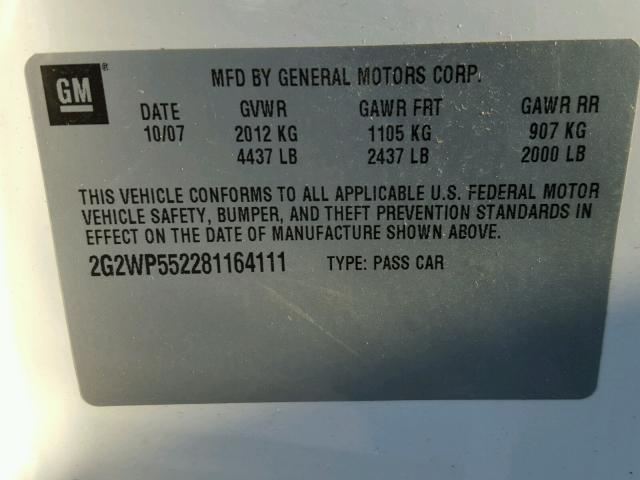 GM ®
MFD BY GENERAL MOTORS CORP.
DATE GVWR GAWR FRT GAWR RR
10/07 2012 KG 1105 KG 907 KG
4437 LB 2437 LB 2000 LB
THIS VEHICLE CONFORMS TO ALL APPLICABLE U.S. FEDERAL MOTOR
VEHICLE SAFETY, BUMPER, AND THEFT PREVENTION STANDARDS IN
EFFECT ON THE DATE OF MANUFACTURE SHOWN ABOVE.
2G2WP552281164111 TYPE: PASS CAR